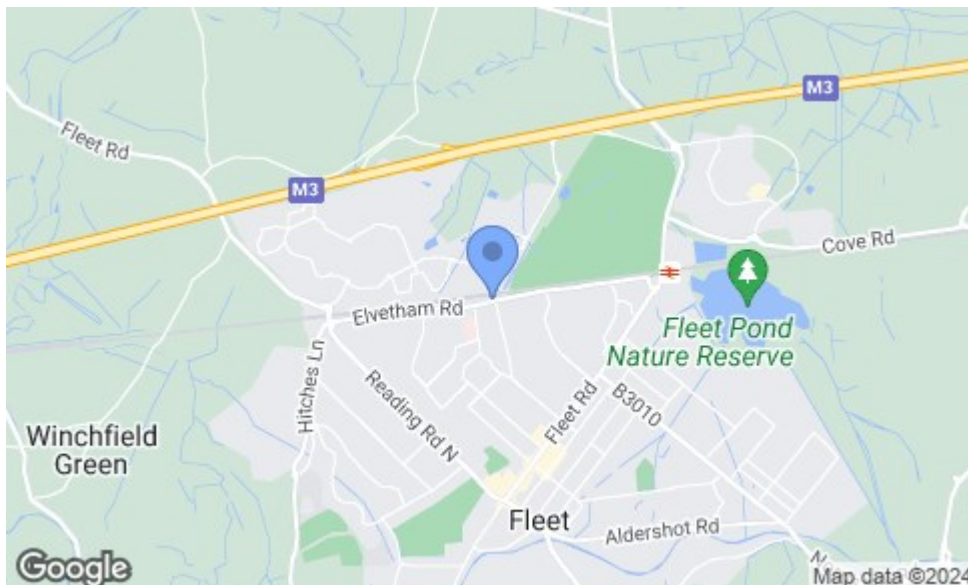 M3
Fleet Rd
M3
Cove Rd
Elvetham Rd
Fleet Pond
Nature Reserve
Hitches Ln
Reading Rd N
Fleet Rd
B3010
Winchfield
Green
Fleet
Aldershot Rd
Google
Map data ©2024